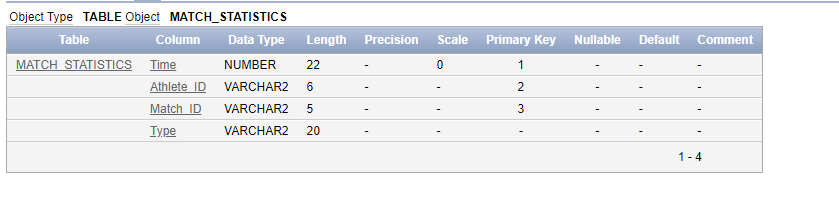 Object Type TABLE Object MATCH_STATISTICS
Table Column Data Type Length Precision Scale Primary Key Nullable Default Comment
MATCH_STATISTICS Time NUMBER 22 - 0 1 - - -
Athlete_ID VARCHAR2 6 - - 2 - - -
Match_ID VARCHAR2 5 - - 3 - - -
Type VARCHAR2 20 - - - - - -
1 - 4